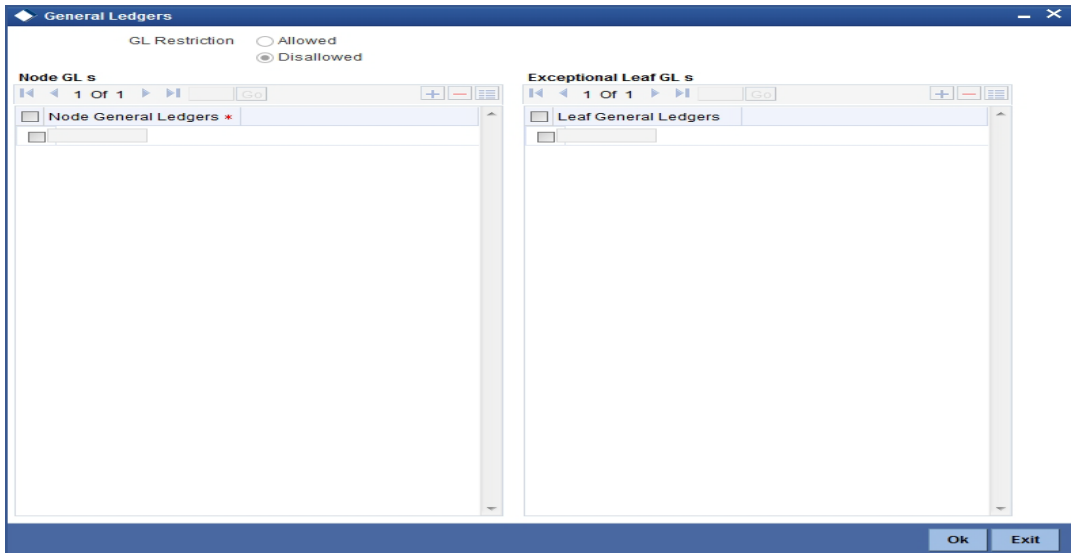 General Ledgers
GL Restriction
Allowed
Disallowed
Node GL s
1 Of 1
Go
Node General Ledgers *
Exceptional Leaf GL s
1 Of 1
Go
Leaf General Ledgers
Ok
Exit